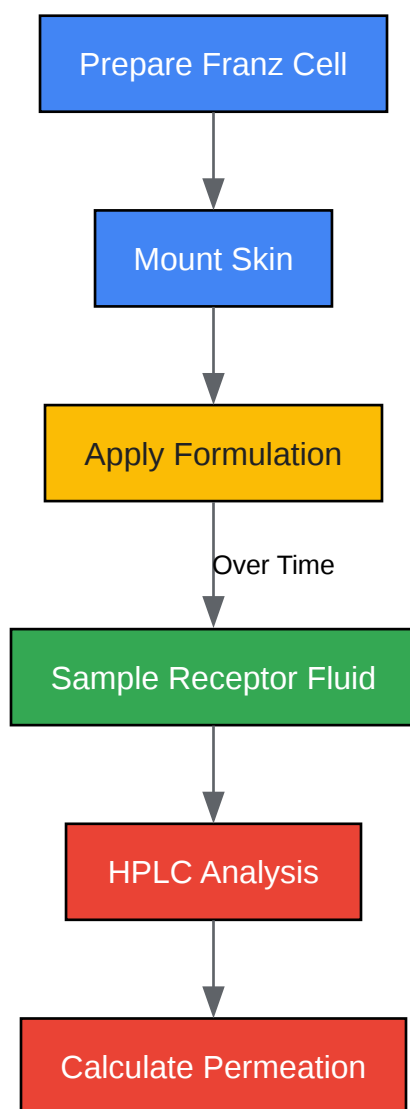 Prepare Franz Cell
Mount Skin
Apply Formulation
Over Time
Sample Receptor Fluid
HPLC Analysis
Calculate Permeation